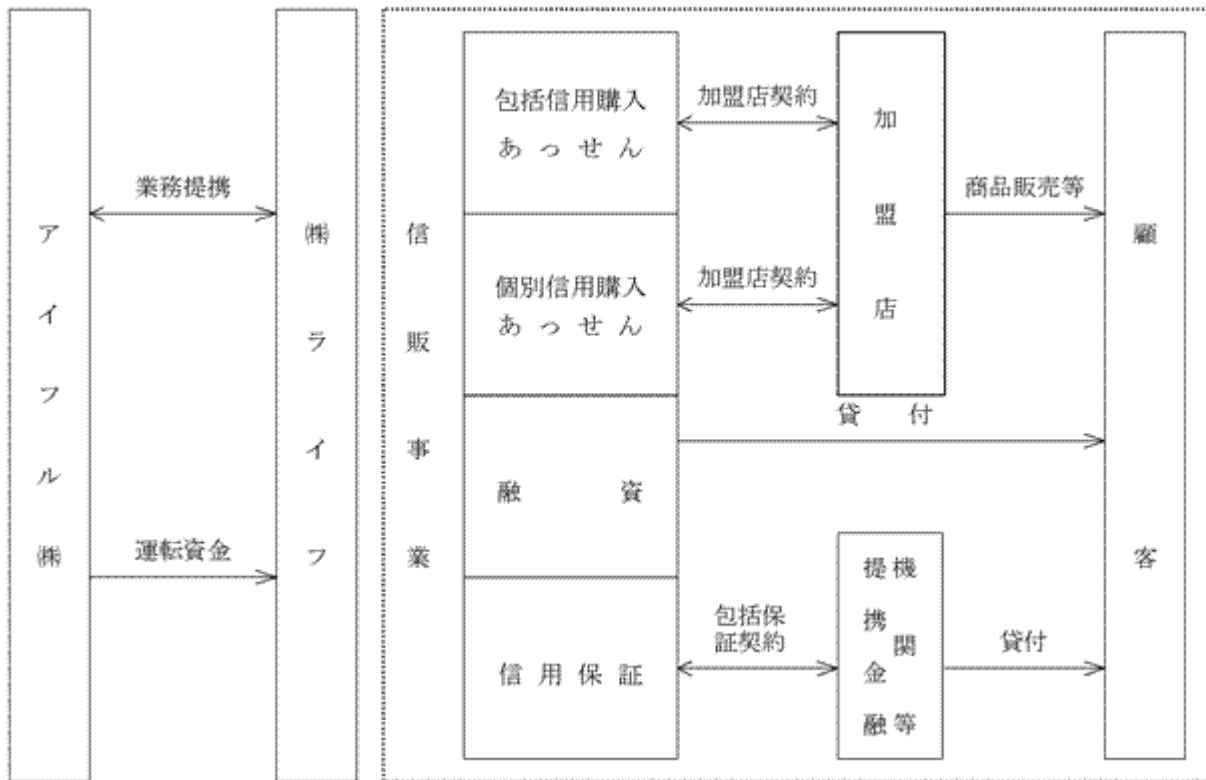 アイフル㈱
業務提携
運転資金
㈱ライフ
信販事業
包括信用購入
あっせん
個別信用購入
あっせん
融資
信用保証
加盟店契約
加盟店契約
加盟店
商品販売等
貸付
包括保
証契約
提携金融
機関等
貸付
顧客